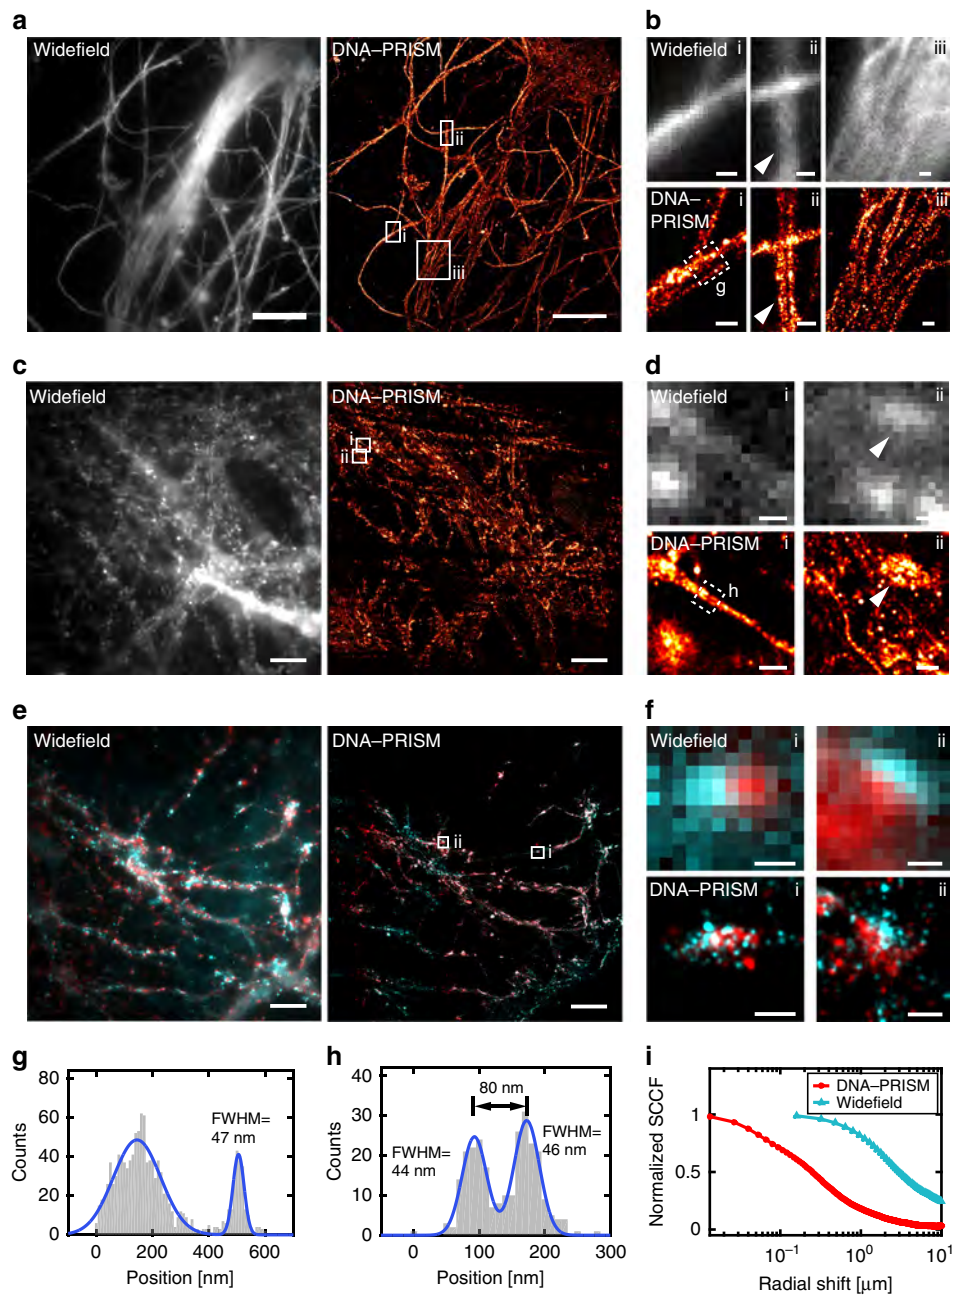 a
Widefield
DNA–PRISM
ii
i
iii
b
Widefield
i
ii
iii
DNA–
PRISM
i
ii
iii
g
c
Widefield
DNA–PRISM
i
ii
d
Widefield
i
ii
DNA–PRISM
i
ii
h
e
Widefield
DNA–PRISM
ii
i
f
Widefield
i
ii
DNA–PRISM
i
ii
g
80
60
40
20
0
Counts
FWHM=
47 nm
0 200 400 600
Position [nm]
h
40
30
20
10
0
Counts
80 nm
FWHM=
44 nm
FWHM=
46 nm
0 100 200 300
Position [nm]
i
Normalized SCCF
1
0.5
0
DNA–PRISM
Widefield
10⁻¹ 10⁰ 10¹
Radial shift [μm]